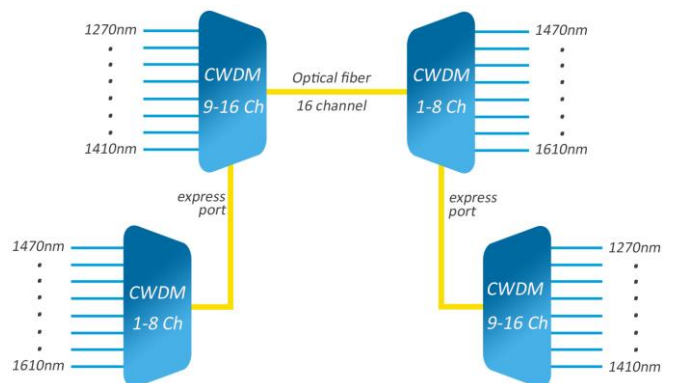 1270nm
1410nm
CWDM
9-16 Ch
Optical fiber
16 channel
CWDM
1-8 Ch
1470nm
1610nm
express
port
express
port
1470nm
1610nm
CWDM
1-8 Ch
CWDM
9-16 Ch
1270nm
1410nm